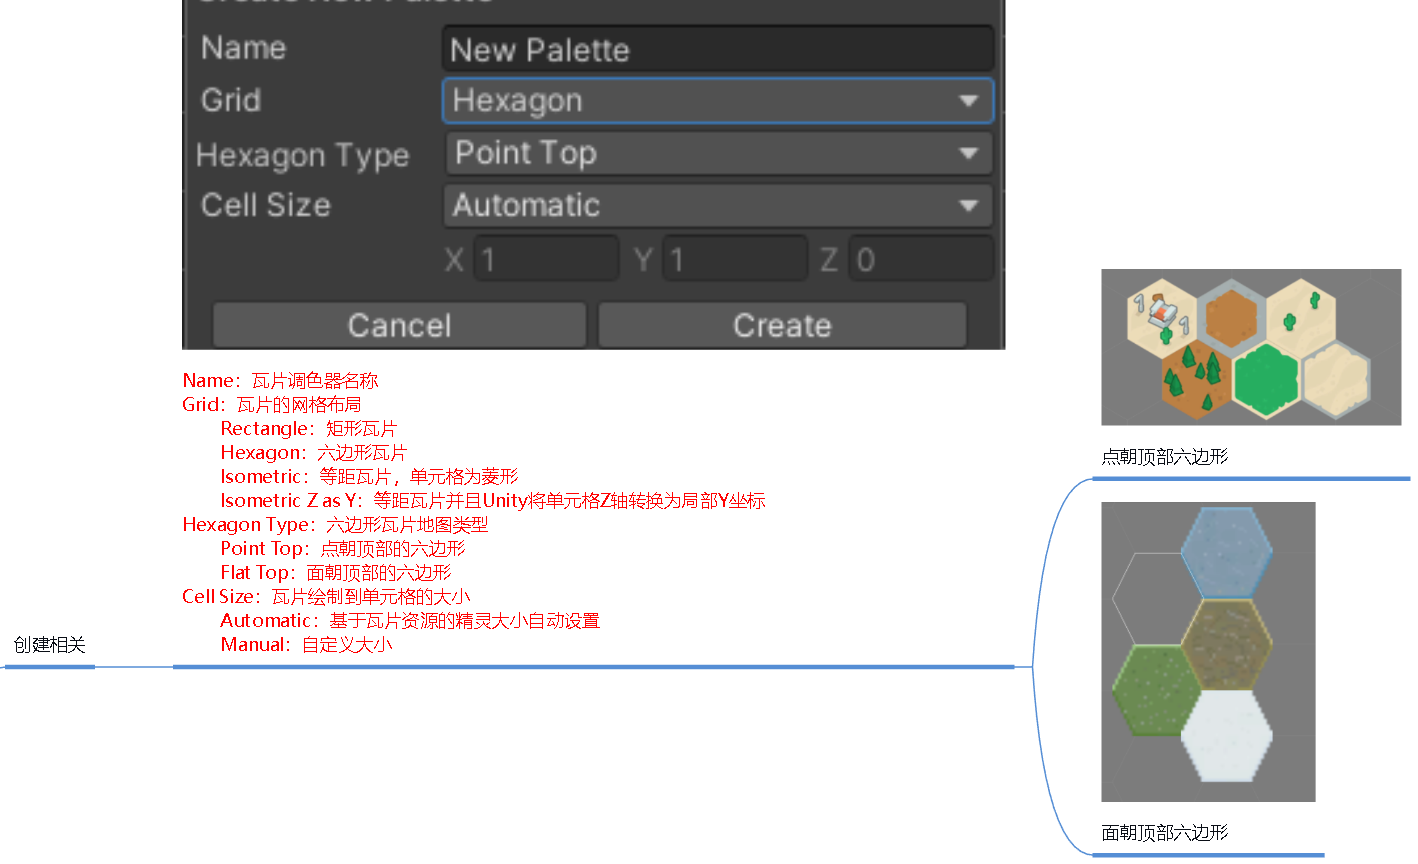 Create New Palette
Name New Palette
Grid Hexagon
Hexagon Type Point Top
Cell Size Automatic
X 1 Y 1 Z 0
Cancel Create
Name：瓦片调色器名称
Grid：瓦片的网格布局
Rectangle：矩形瓦片
Hexagon：六边形瓦片
Isometric：等距瓦片，单元格为菱形
Isometric Z as Y：等距瓦片并且Unity将单元格Z轴转换为局部Y坐标
Hexagon Type：六边形瓦片地图类型
Point Top：点朝顶部的六边形
Flat Top：面朝顶部的六边形
Cell Size：瓦片绘制到单元格的大小
Automatic：基于瓦片资源的精灵大小自动设置
Manual：自定义大小
创建相关
点朝顶部六边形
面朝顶部六边形